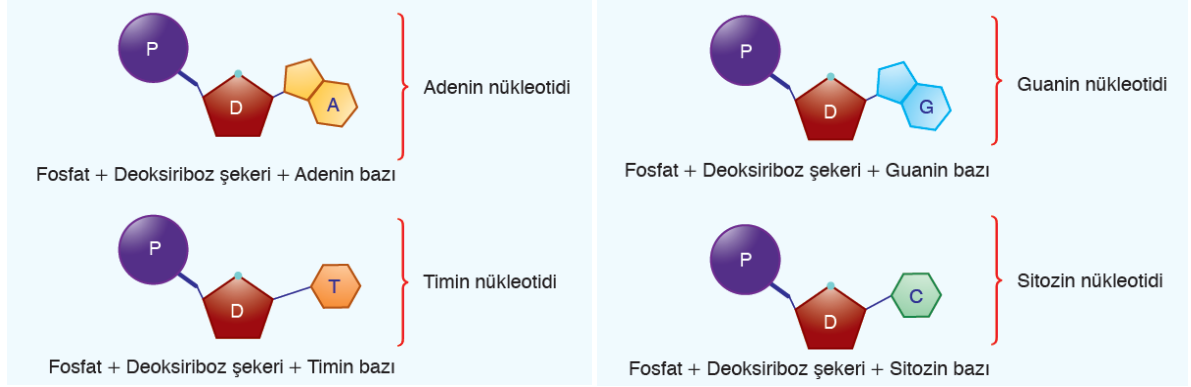 P
D
A
Adenin nükleotidi
Fosfat + Deoksiriboz şekeri + Adenin bazı
P
D
G
Guanin nükleotidi
Fosfat + Deoksiriboz şekeri + Guanin bazı
P
D
T
Timin nükleotidi
Fosfat + Deoksiriboz şekeri + Timin bazı
P
D
C
Sitozin nükleotidi
Fosfat + Deoksiriboz şekeri + Sitozin bazı